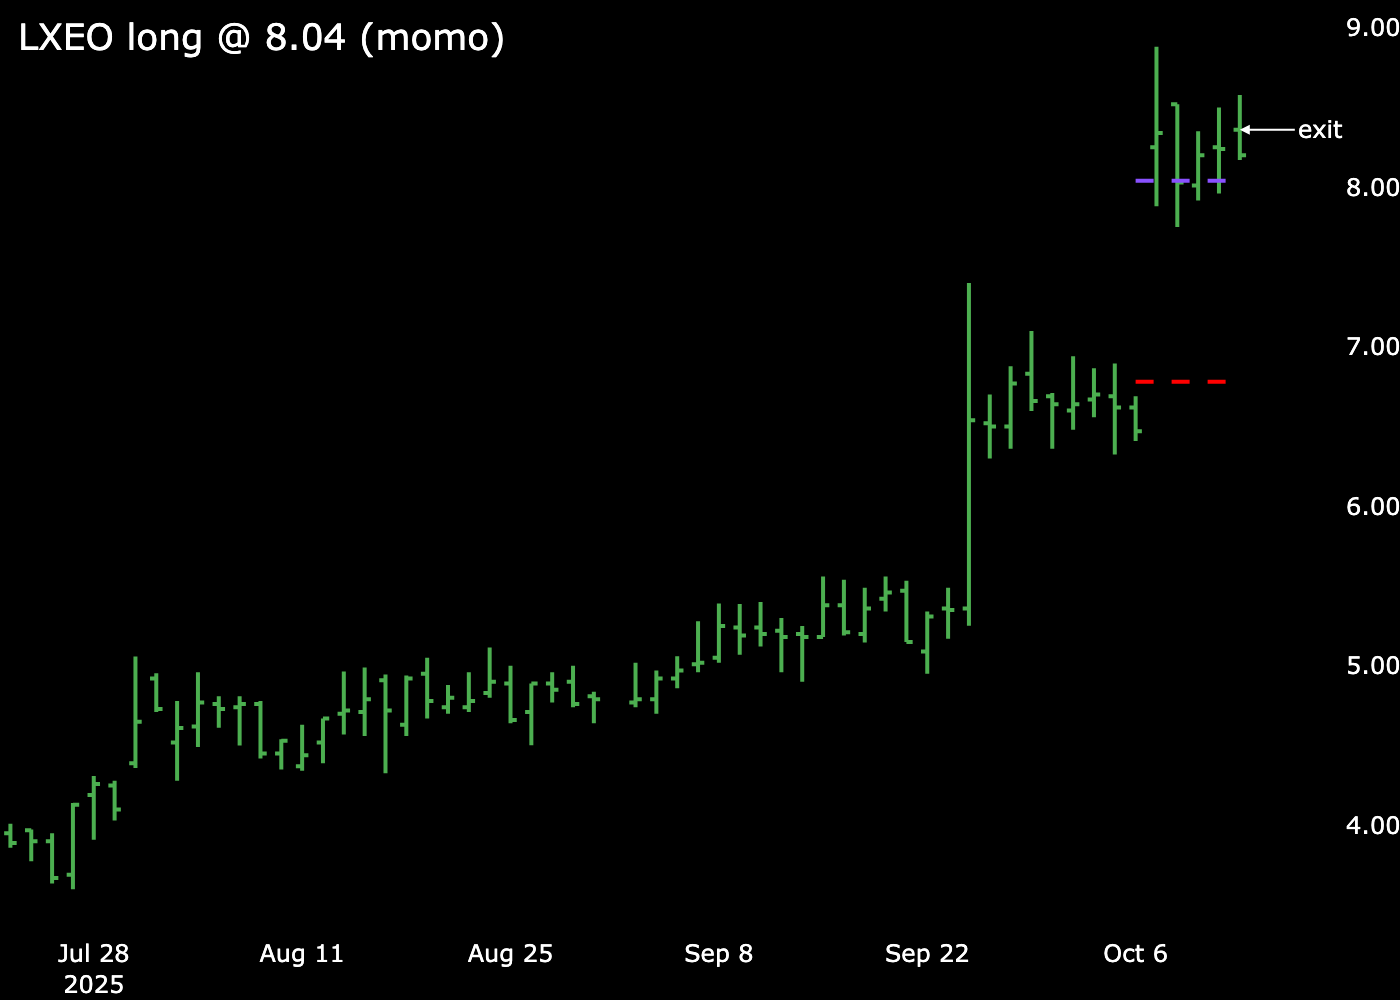 LXEO long @ 8.04 (momo)
9.00
exit
8.00
7.00
6.00
5.00
4.00
Jul 28
2025
Aug 11
Aug 25
Sep 8
Sep 22
Oct 6